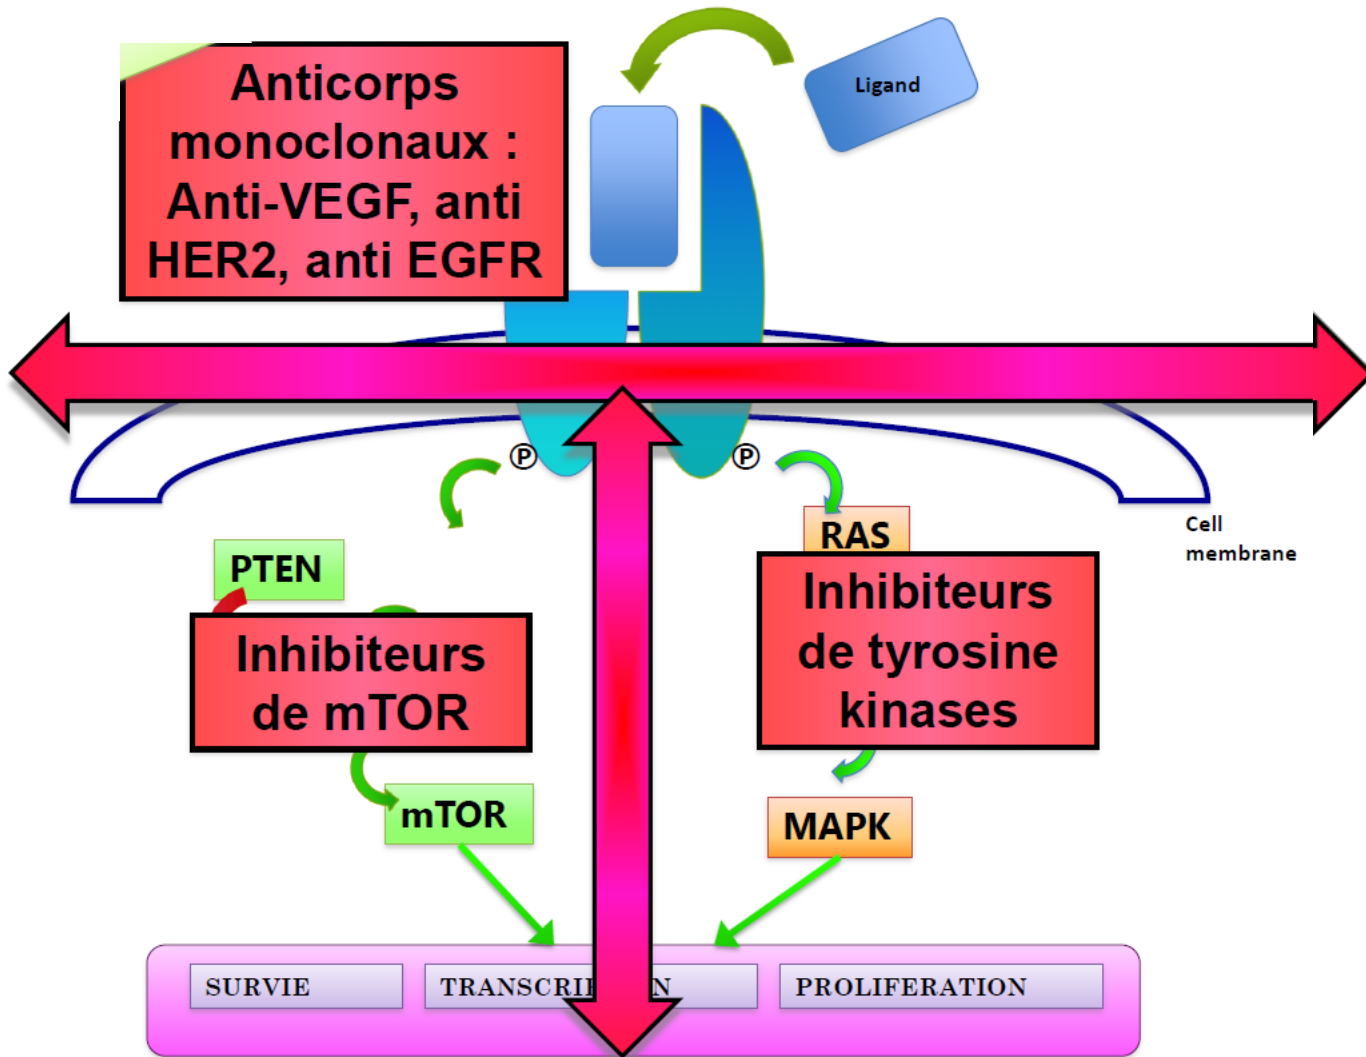 Anticorps
monoclonaux :
Anti-VEGF, anti
HER2, anti EGFR
Ligand
P
P
Cell
membrane
PTEN
RAS
Inhibiteurs
de mTOR
Inhibiteurs
de tyrosine
kinases
mTOR
MAPK
SURVIE
TRANSCRI N
PROLIFERATION